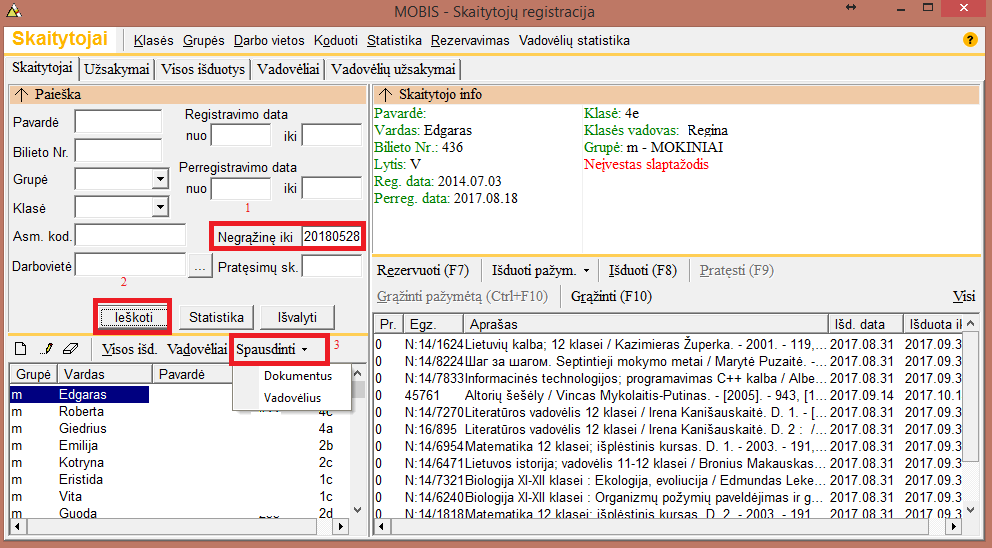 MOBIS - Skaitytojų registracija
Skaitytojai Klasės Grupės Darbo vietos Koduoti Statistika Rezervavimas Vadovėlių statistika ?
Skaitytojai Užsakymai Visos išduotys Vadovėliai Vadovėlių užsakymai
Paieška
Pavardė
Registravimo data
nuo iki
Bilieto Nr.
Perregistravimo data
Grupė
nuo iki
Klasė
1
Asm. kod.
Negrąžinę iki 20180528
Darbovietė ... Pratęsimų sk.
2
Ieškoti Statistika Išvalyti
Visos išd. Vadovėliai Spausdinti 3
Dokumentus
Vadovėlius
Grupė Vardas Pavardė
m Edgaras
m Roberta 4c
m Giedrius 4a
m Emilija 2b
m Kotryna 2c
m Eristida 1c
m Vita 1c
m Guoda 2d
Skaitytojo info
Pavardė:
Vardas: Edgaras
Bilieto Nr.: 436
Lytis: V
Reg. data: 2014.07.03
Perreg. data: 2017.08.18
Klasė: 4e
Klasės vadovas: Regina
Grupė: m - MOKINIAI
Neįvestas slaptažodis
Rezervuoti (F7) Išduoti pažym. Išduoti (F8) Pratęsti (F9)
Grąžinti pažymėtą (Ctrl+F10) Grąžinti (F10) Visi
Pr. Egz. Aprašas Išd. data Išduota ik
0 N:14/1624 Lietuvių kalba; 12 klasei / Kazimieras Župerka. - 2001. - 119,... 2017.08.31 2017.09.3
0 N:14/8224 Шаг за шагом. Septintieji mokymo metai / Marytė Puzaitė. -... 2017.08.31 2017.09.3
0 N:14/7833 Informacinės technologijos; programavimas C++ kalba / Albe... 2017.08.31 2017.09.3
0 45761 Altorių šešėly / Vincas Mykolaitis-Putinas. - [2005]. - 943, [1... 2017.09.14 2017.10.1
0 N:14/7270 Literatūros vadovėlis 12 klasei / Irena Kanišauskaitė. D. 1. - [... 2017.08.31 2017.09.3
0 N:16/895 Literatūros vadovėlis 12 klasei / Irena Kanišauskaitė. D. 2 : /... 2017.08.31 2017.09.3
0 N:14/6954 Matematika 12 klasei; išplėstinis kursas. D. 1. - 2003. - 191,... 2017.08.31 2017.09.3
0 N:14/6471 Lietuvos istorija; vadovėlis 11-12 klasei / Bronius Makauskas... 2017.08.31 2017.09.3
0 N:14/7321 Biologija XI-XII klasei : Ekologija, evoliucija / Edmundas Leke... 2017.08.31 2017.09.3
0 N:14/6240 Biologija XI-XII klasei : Organizmų požymių paveldėjimas ir g... 2017.08.31 2017.09.3
0 N:14/1818 Matematika 12 klasei; išplėstinis kursas. D. 2. - 2003. - 191 ... 2017.08.31 2017.09.3